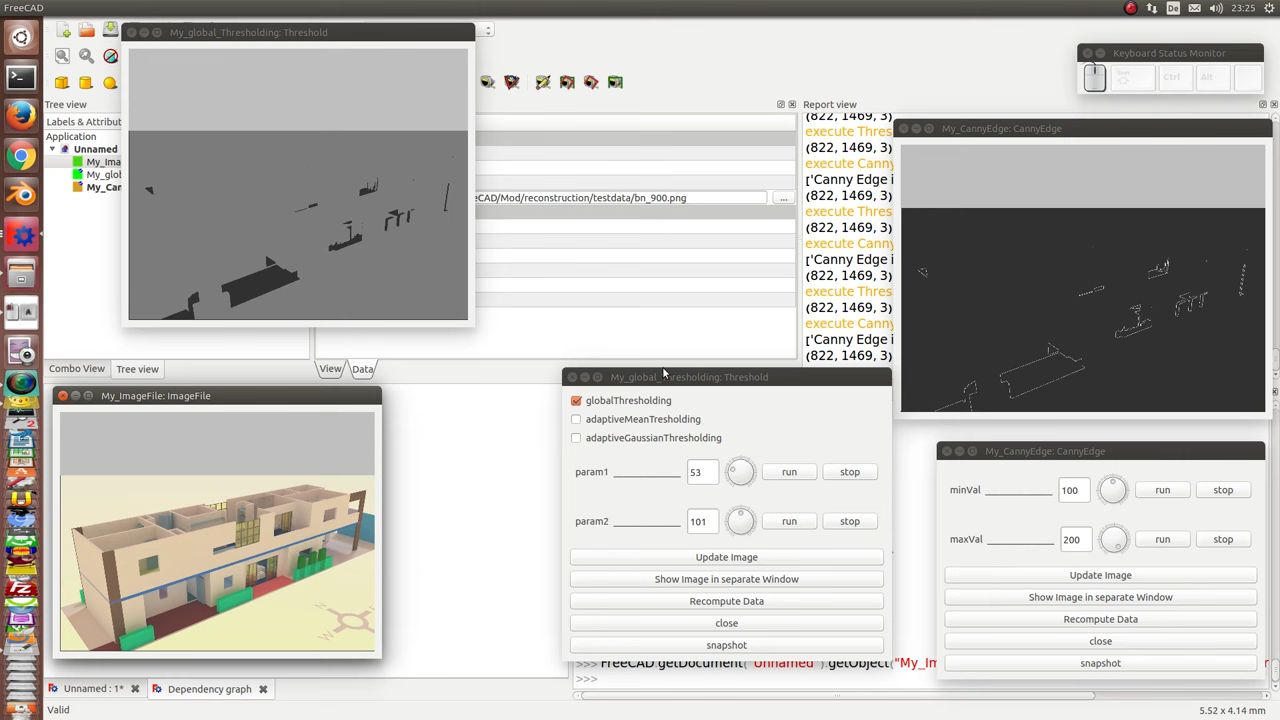 FreeCAD
De
23:25
My_global_Thresholding: Threshold
Keyboard Status Monitor
Ctrl
Alt
Tree view
Report view
Labels & Attribut
Application
Unnamed
My_Ima
My_glob
My_Can
eCAD/Mod/reconstruction/testdata/bn_900.png
...
(822, 1469, 3)
execute Thres
(822, 1469, 3)
execute Canny
['Canny Edge i
(822, 1469, 3)
execute Thres
(822, 1469, 3)
execute Canny
['Canny Edge i
(822, 1469, 3)
execute Thres
(822, 1469, 3)
execute Canny
['Canny Edge i
(822, 1469, 3)
My_CannyEdge: CannyEdge
Combo View
Tree view
View
Data
My_ImageFile: ImageFile
My_global_Thresholding: Threshold
globalThresholding
adaptiveMeanTresholding
adaptiveGaussianThresholding
param1
53
run
stop
param2
101
run
stop
Update Image
Show Image in separate Window
Recompute Data
close
snapshot
My_CannyEdge: CannyEdge
minVal
100
run
stop
maxVal
200
run
stop
Update Image
Show Image in separate Window
Recompute Data
close
snapshot
>>> FreeCAD getDocument("Unnamed") getObject("My_Im
>>>
Unnamed : 1*
Dependency graph
Valid
5.52 x 4.14 mm